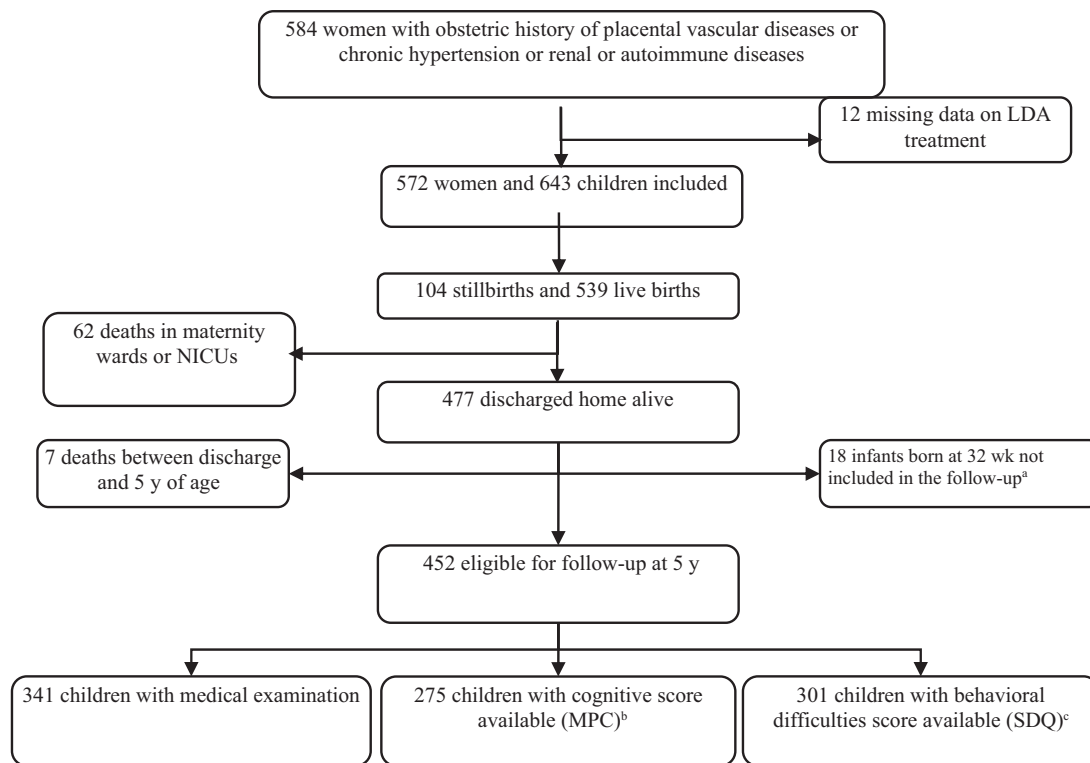 584 women with obstetric history of placental vascular diseases or
chronic hypertension or renal or autoimmune diseases
12 missing data on LDA
treatment
572 women and 643 children included
104 stillbirths and 539 live births
62 deaths in maternity
wards or NICUs
477 discharged home alive
7 deaths between discharge
and 5 y of age
18 infants born at 32 wk not
included in the follow-upᵃ
452 eligible for follow-up at 5 y
341 children with medical examination
275 children with cognitive score
available (MPC)ᵇ
301 children with behavioral
difficulties score available (SDQ)ᶜ